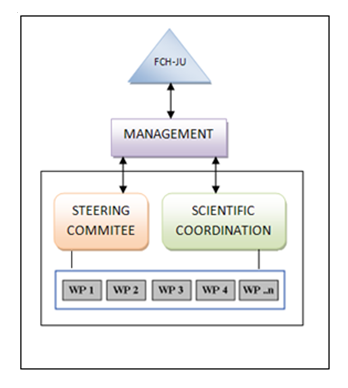 FCH-JU
MANAGEMENT
STEERING
COMMITEE
SCIENTIFIC
COORDINATION
WP 1 WP 2 WP 3 WP 4 WP ..n